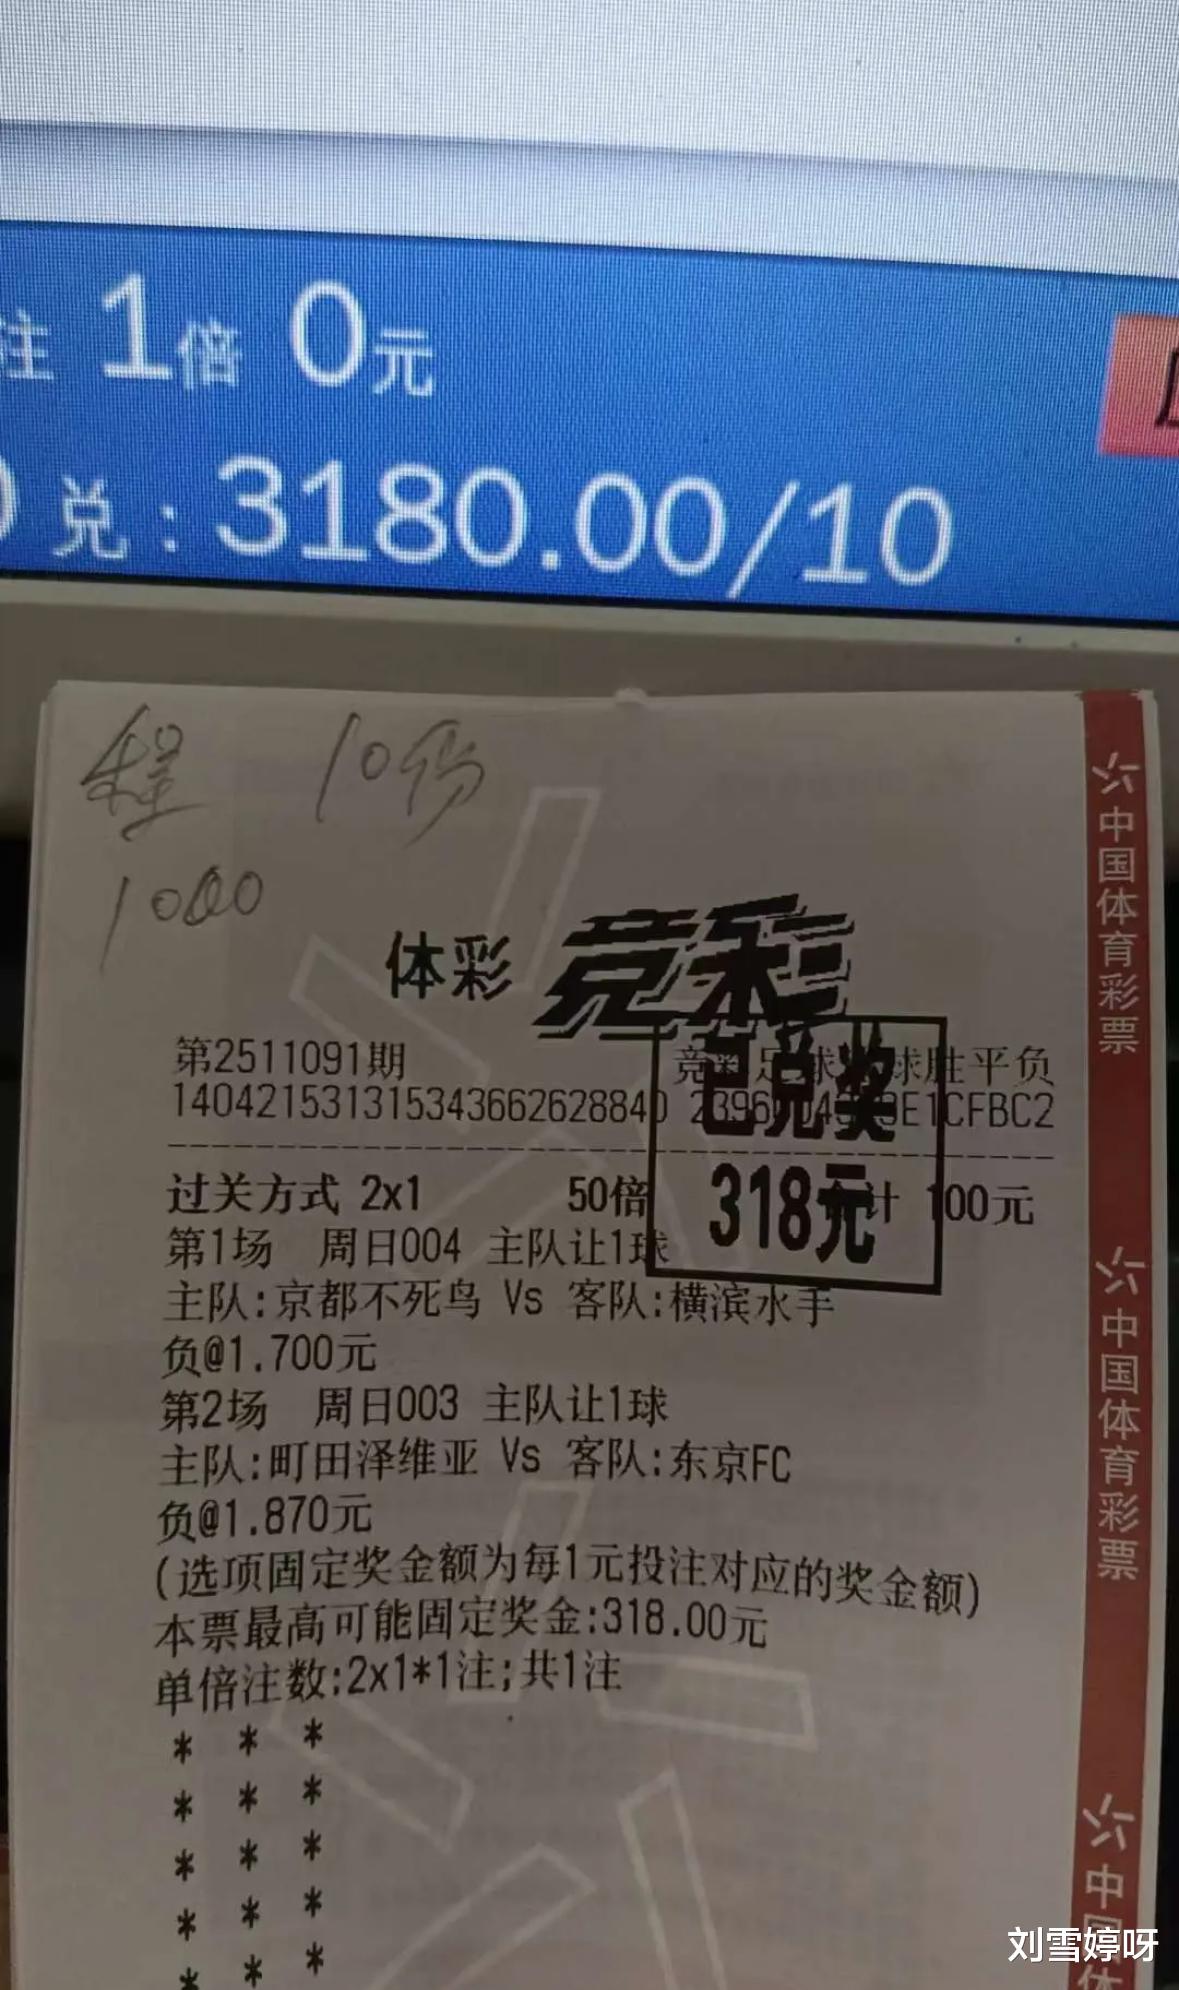 注 1倍 0元
兑：3180.00/10
程 10份
1000
体彩 竞彩
第2511091期 竞彩足球 球胜平负
140421531315343662628840 2396 E1CFBC2
已兑奖
318元
过关方式 2x1 50倍 合计 100元
第1场 周日004 主队让1球
主队:京都不死鸟 Vs 客队:横滨水手
负@1.700元
第2场 周日003 主队让1球
主队:町田泽维亚 Vs 客队:东京FC
负@1.870元
(选项固定奖金额为每1元投注对应的奖金额)
本票最高可能固定奖金:318.00元
单倍注数:2x1*1注;共1注
* * *
* * *
* * *
* * *
* * *
中国体育彩票
中国体育彩票
中国体
刘雪婷呀